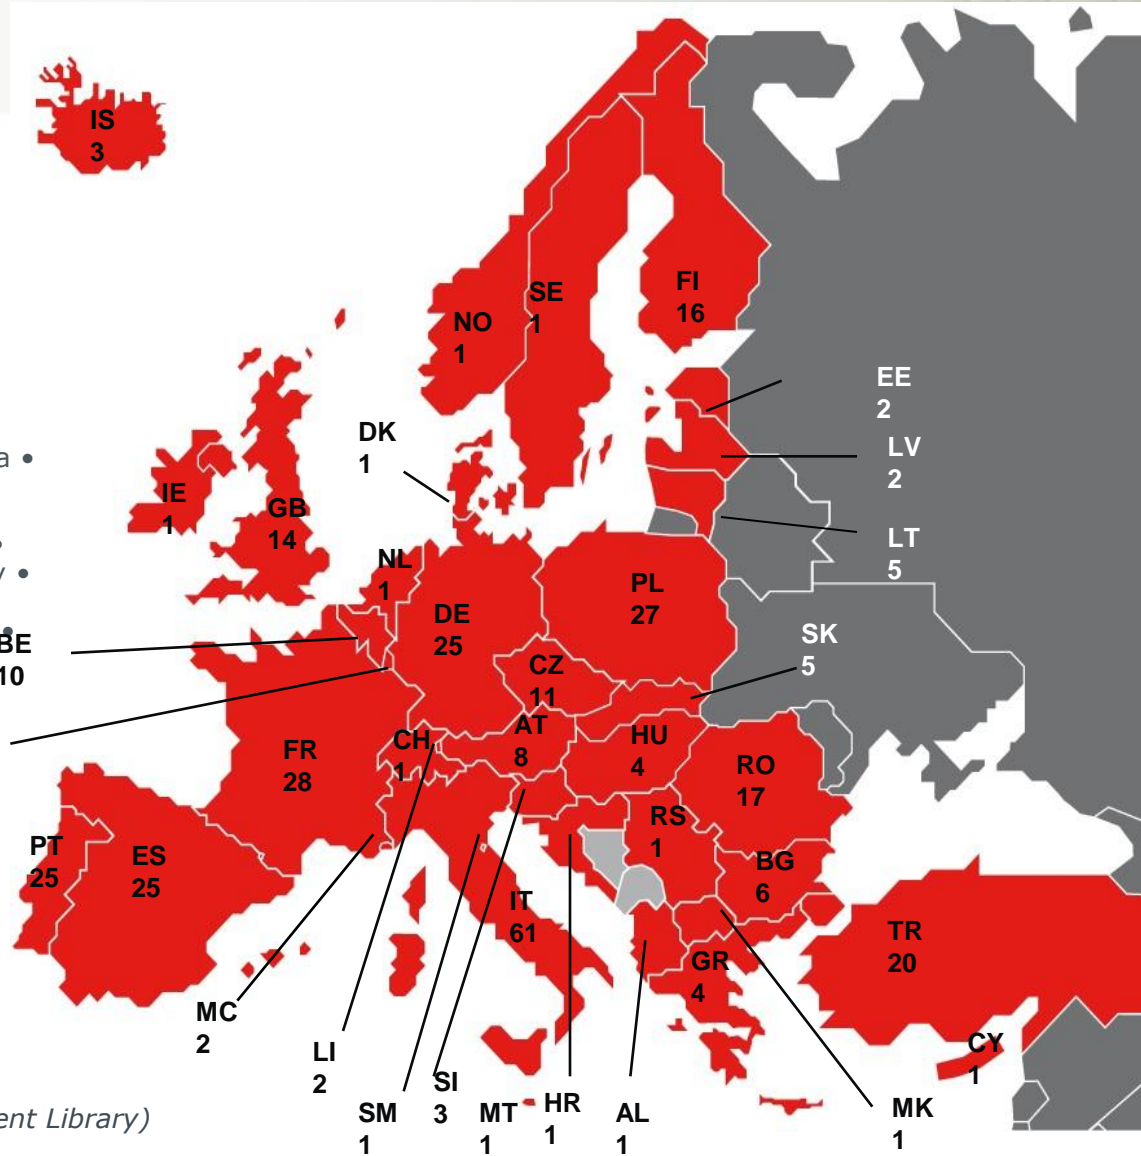 IS
3
NO
1
SE
1
FI
16
EE
2
DK
1
LV
2
a •
IE
1
GB
14
LT
5
•
NL
1
y •
PL
27
DE
25
•
BE
10
SK
5
CZ
11
AT
8
CH
1
HU
4
FR
28
RO
17
RS
1
PT
25
ES
25
BG
6
IT
61
TR
20
GR
4
MC
2
LI
2
CY
1
SI
3
SM
1
MT
1
HR
1
AL
1
MK
1
ent Library)